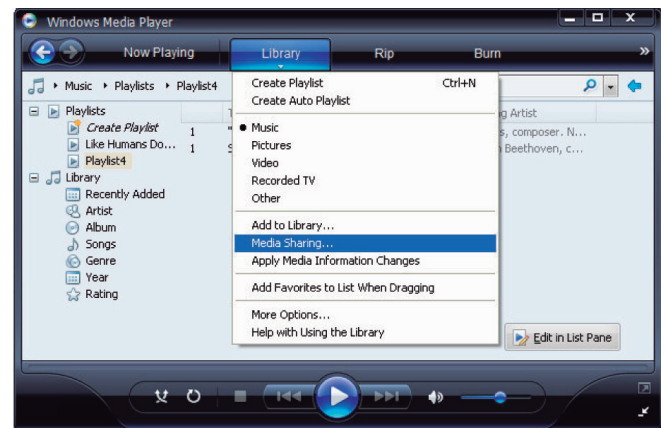 Windows Media Player
Now Playing Library Rip Burn »
Music Playlists Playlist4
Create Playlist Ctrl+N
Create Auto Playlist
Music
Pictures
Video
Recorded TV
Other
Add to Library...
Media Sharing...
Apply Media Information Changes
Add Favorites to List When Dragging
More Options...
Help with Using the Library
Playlists
Create Playlist
Like Humans Do...
Playlist4
Library
Recently Added
Artist
Album
Songs
Genre
Year
Rating
1
1
g Artist
s, composer. N...
Beethoven, c...
Edit in List Pane